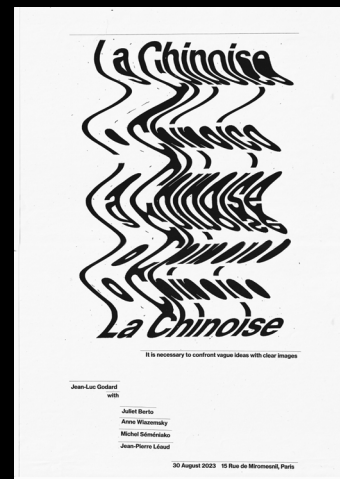 La Chinoise
La Chinoise
It is necessary to confront vague ideas with clear images
Jean-Luc Godard
with
Juliet Berto
Anne Wiazemsky
Michel Séméniako
Jean-Pierre Léaud
30 August 2023 15 Rue de Miromesnil, Paris